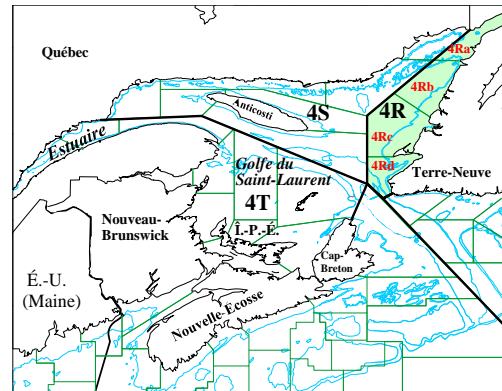 Québec
4Ra
4Rb
Anticosti
4S
4R
Estuaire
4Rc
Golfe du
Saint-Laurent
4Rd
Terre-Neuve
4T
Nouveau-
Brunswick
Î.-P.-É.
Cap-
Breton
É.-U.
(Maine)
Nouvelle-Écosse